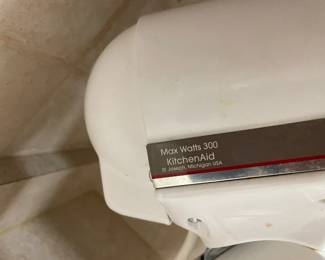 Max Watts 300
KitchenAid
St Joseph, Michigan USA